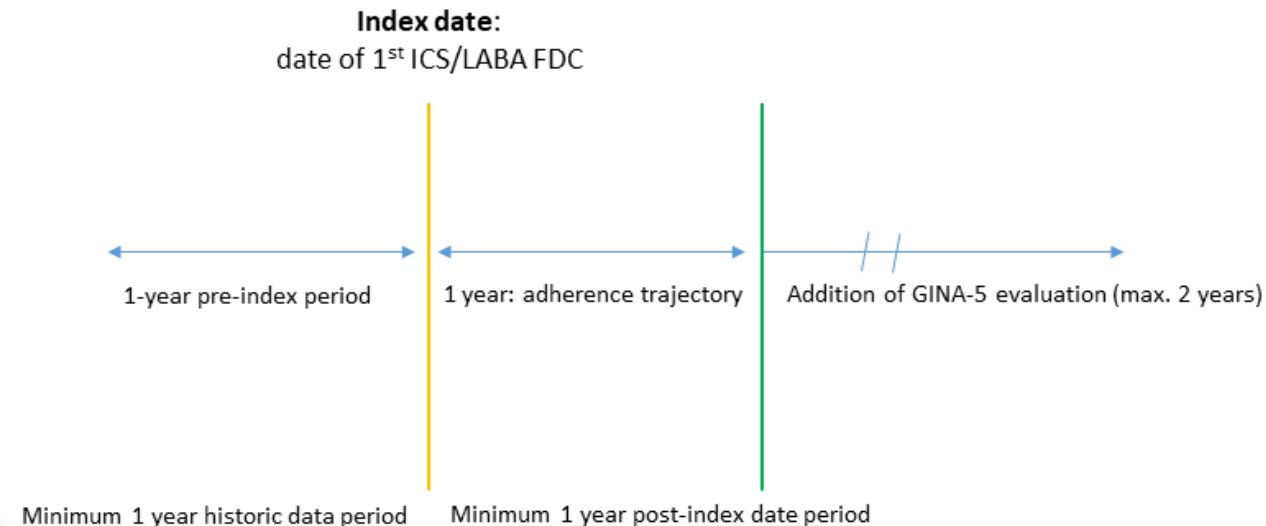 Index date:
date of 1st ICS/LABA FDC
1-year pre-index period
1 year: adherence trajectory
Addition of GINA-5 evaluation (max. 2 years)
Minimum 1 year historic data period
Minimum 1 year post-index date period